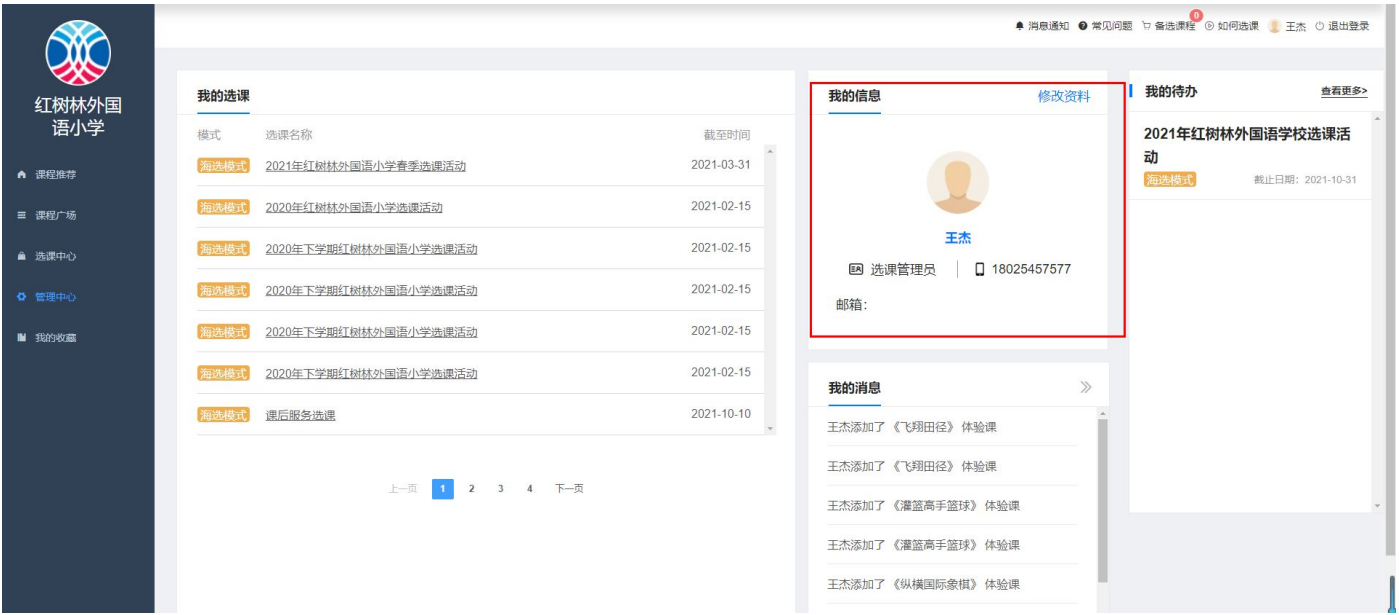 消息通知 常见问题 备选课程 0 如何选课 王杰 退出登录
红树林外国
语小学
课程推荐
课程广场
选课中心
管理中心
我的收藏
我的选课
模式 选课名称 截至时间
海选模式 2021年红树林外国语小学春季选课活动 2021-03-31
海选模式 2020年红树林外国语小学选课活动 2021-02-15
海选模式 2020年下学期红树林外国语小学选课活动 2021-02-15
海选模式 2020年下学期红树林外国语小学选课活动 2021-02-15
海选模式 2020年下学期红树林外国语小学选课活动 2021-02-15
海选模式 2020年下学期红树林外国语小学选课活动 2021-02-15
海选模式 课后服务选课 2021-10-10
上一页 1 2 3 4 下一页
我的信息 修改资料
王杰
选课管理员 18025457577
邮箱：
我的消息
王杰添加了 《飞翔田径》 体验课
王杰添加了 《飞翔田径》 体验课
王杰添加了 《灌篮高手篮球》 体验课
王杰添加了 《灌篮高手篮球》 体验课
王杰添加了 《纵横国际象棋》 体验课
我的待办 查看更多>
2021年红树林外国语学校选课活
动
海选模式 截止日期：2021-10-31